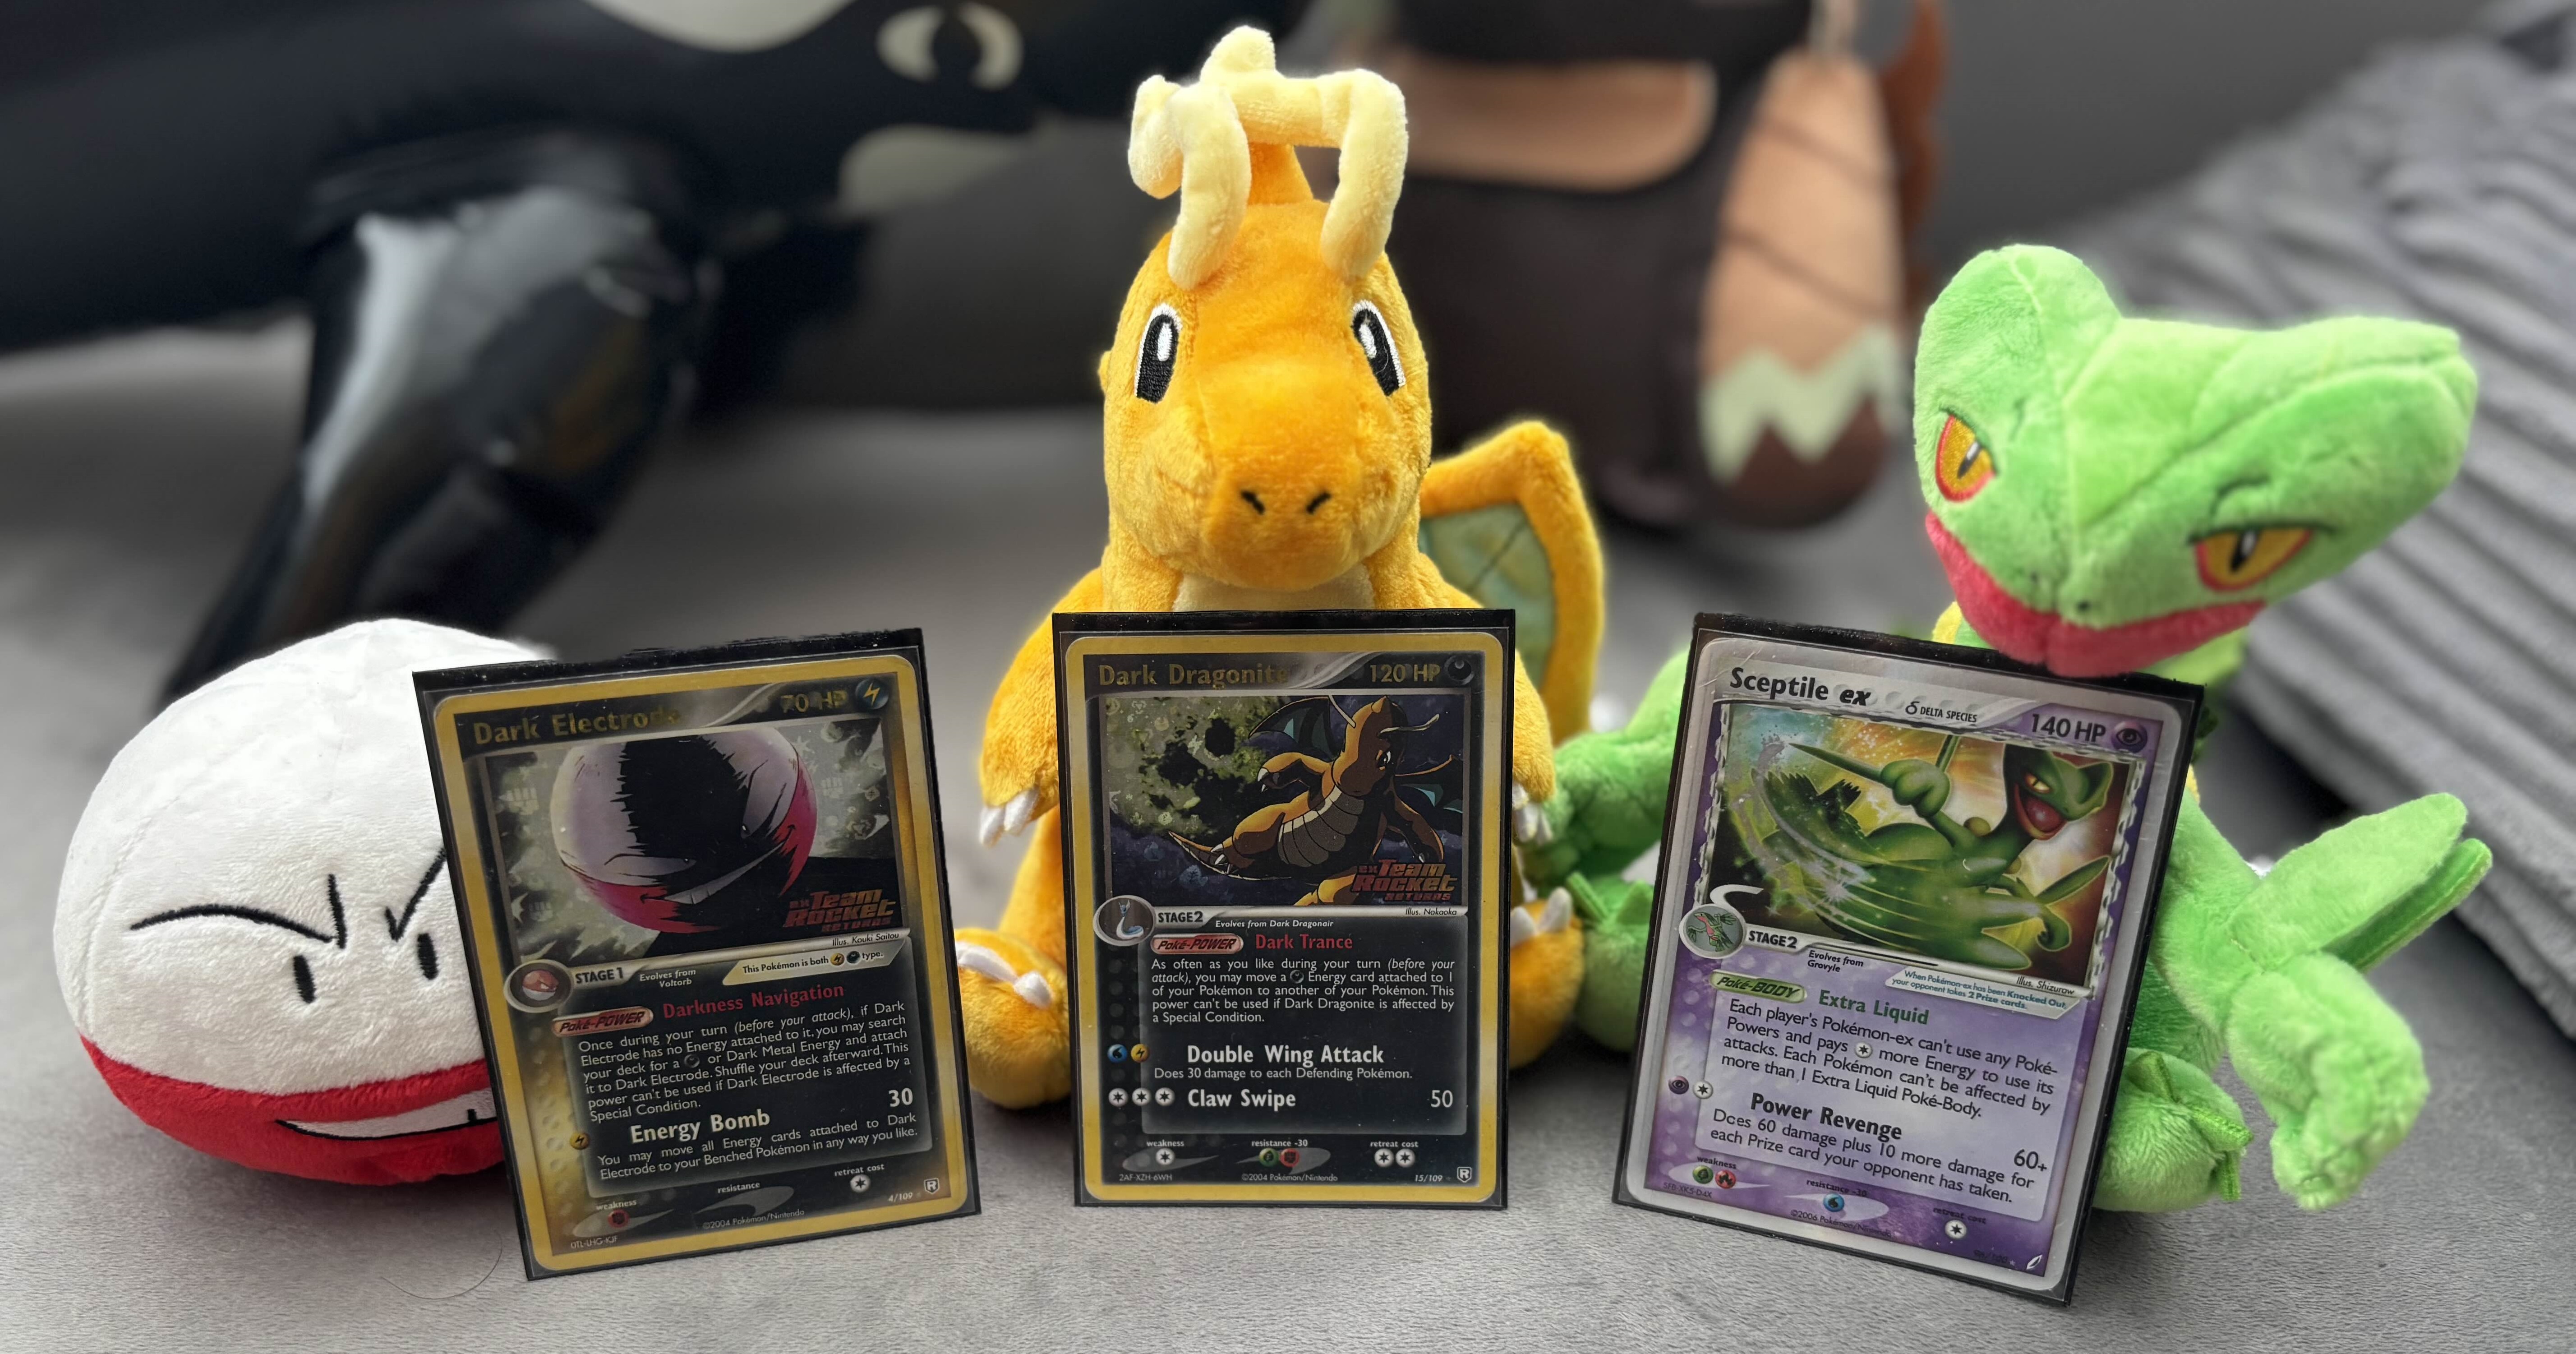 Dark Electrode 70 HP
ex Team
Rocket
RETURNS
Illus. Kouki Saitou
STAGE 1 Evolves from
Voltorb
This Pokémon is both type.
Poké-POWER Darkness Navigation
Once during your turn (before your attack), if Dark
Electrode has no Energy attached to it, you may search
your deck for a or Dark Metal Energy and attach
it to Dark Electrode. Shuffle your deck afterward. This
power can't be used if Dark Electrode is affected by a
Special Condition.
Energy Bomb 30
You may move all Energy cards attached to Dark
Electrode to your Benched Pokémon in any way you like.
weakness resistance retreat cost
©2004 Pokémon/Nintendo 4/109
R
Dark Dragonite 120 HP
ex Team
Rocket
RETURNS
Illus. Nakaoka
STAGE 2 Evolves from Dark Dragonair
Poké-POWER Dark Trance
As often as you like during your turn (before your
attack), you may move a Energy card attached to 1
of your Pokémon to another of your Pokémon. This
power can't be used if Dark Dragonite is affected by
a Special Condition.
Double Wing Attack
Does 30 damage to each Defending Pokémon.
Claw Swipe 50
weakness resistance -30 retreat cost
2AF-XZH-6WH ©2004 Pokémon/Nintendo 15/109 R
Sceptile ex δ DELTA SPECIES 140 HP
Illus. Shizurow
STAGE 2 Evolves from
Grovyle
When Pokémon-ex has been Knocked Out,
your opponent takes 2 Prize cards.
Poké-BODY Extra Liquid
Each player's Pokémon-ex can't use any Poké-
Powers and pays more Energy to use its
attacks. Each Pokémon can't be affected by
more than 1 Extra Liquid Poké-Body.
Power Revenge 60+
Does 60 damage plus 10 more damage for
each Prize card your opponent has taken.
weakness resistance -30 retreat cost
©2006 Pokémon/Nintendo